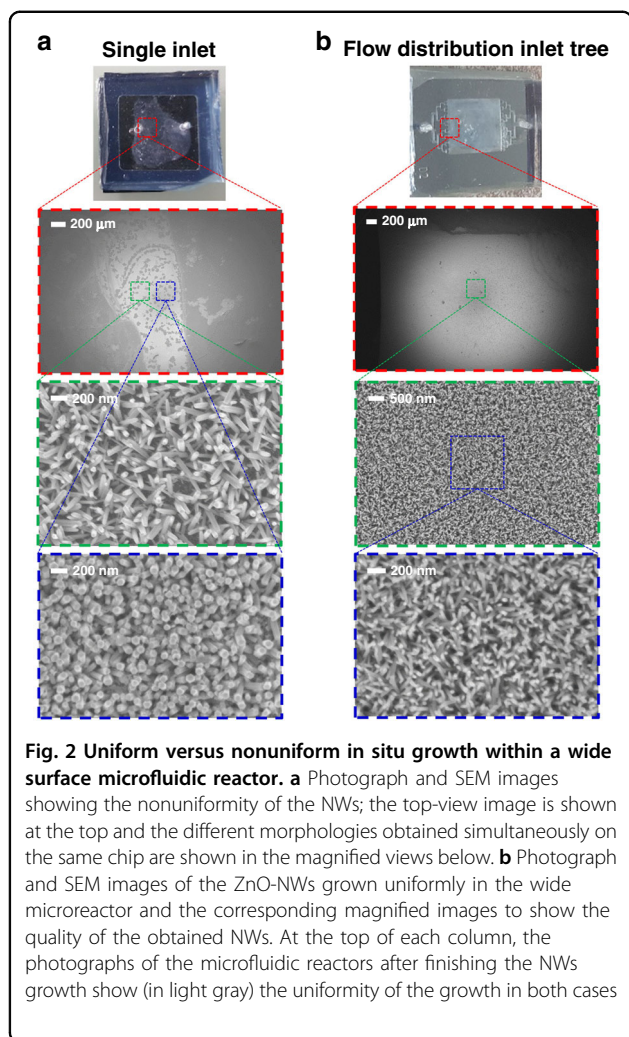 a
Single inlet
b
Flow distribution inlet tree
200 μm
200 μm
200 nm
500 nm
200 nm
200 nm
Fig. 2 Uniform versus nonuniform in situ growth within a wide
surface microfluidic reactor. a Photograph and SEM images
showing the nonuniformity of the NWs; the top-view image is shown
at the top and the different morphologies obtained simultaneously on
the same chip are shown in the magnified views below. b Photograph
and SEM images of the ZnO-NWs grown uniformly in the wide
microreactor and the corresponding magnified images to show the
quality of the obtained NWs. At the top of each column, the
photographs of the microfluidic reactors after finishing the NWs
growth show (in light gray) the uniformity of the growth in both cases